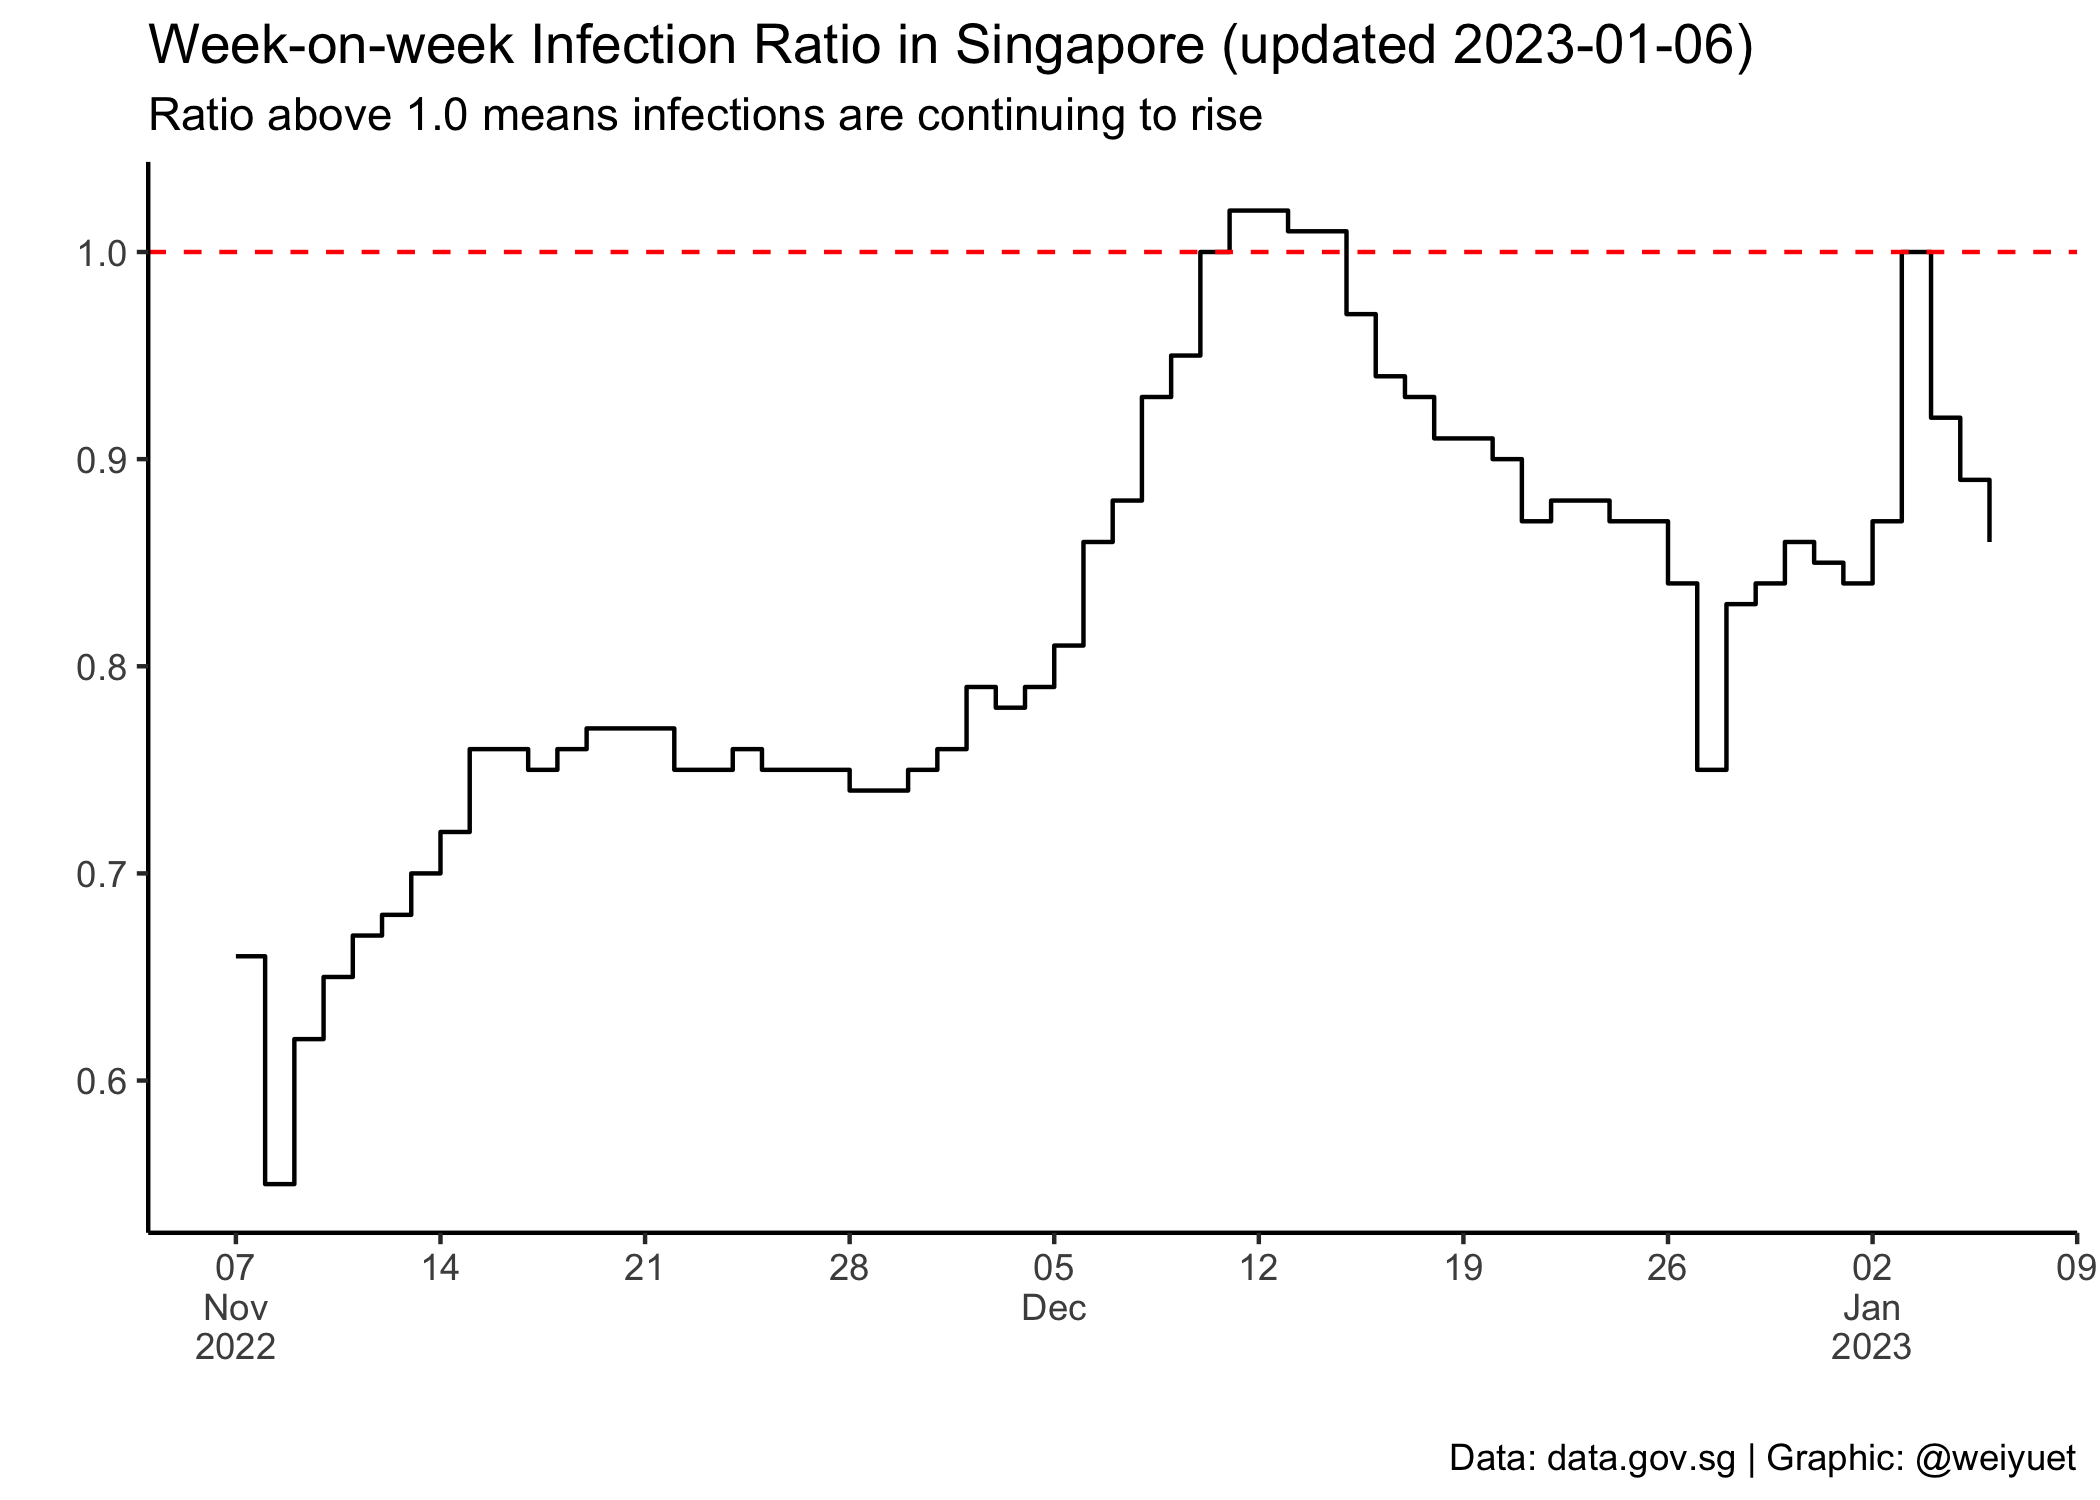 Week-on-week Infection Ratio in Singapore (updated 2023-01-06)
Ratio above 1.0 means infections are continuing to rise
1.0
0.9
0.8
0.7
0.6
07 14 21 28 05 12 19 26 02 09
Nov Dec Jan
2022 2023
Data: data.gov.sg | Graphic: @weiyuet